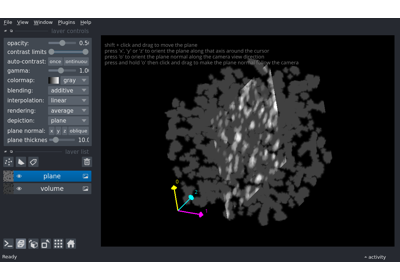 File View Window Plugins Help
layer controls
opacity: 0.5
contrast limits
auto-contrast: once continuous
gamma: 1.0
colormap: gray
blending: additive
interpolation: linear
rendering: average
depiction: plane
plane normal: x y z oblique
plane thicknes 10.0
layer list
plane
volume
shift + click and drag to move the plane
press 'x', 'y' or 'z' to orient the plane along that axis around the cursor
press 'o' to orient the plane normal along the camera view direction
press and hold 'o' then click and drag to make the plane normal follow the camera
0
2
1
Ready
activity